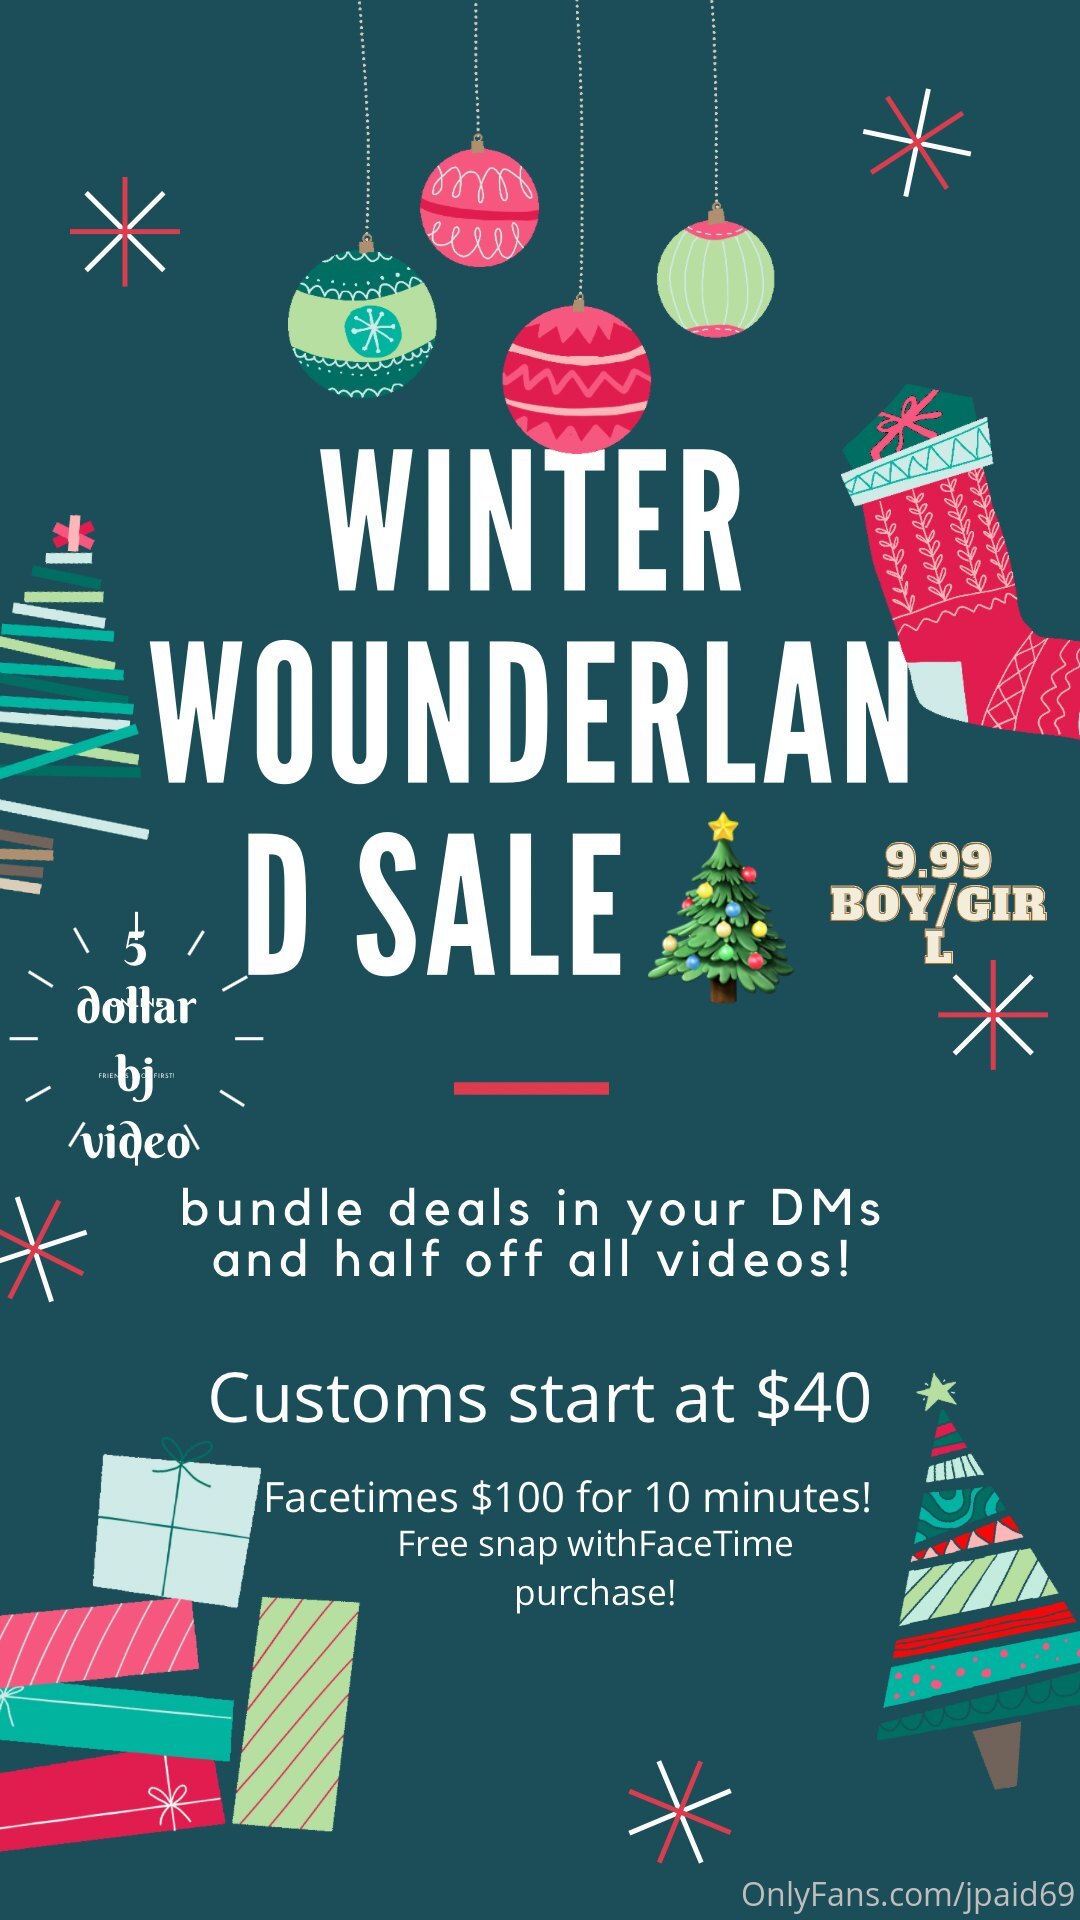 WINTER
WOUNDERLAN
D SALE
9.99
BOY/GIR
L
5
dollar
bj
video
bundle deals in your DMs
and half off all videos!
Customs start at $40
Facetimes $100 for 10 minutes!
Free snap withFaceTime
purchase!
OnlyFans.com/jpaid69